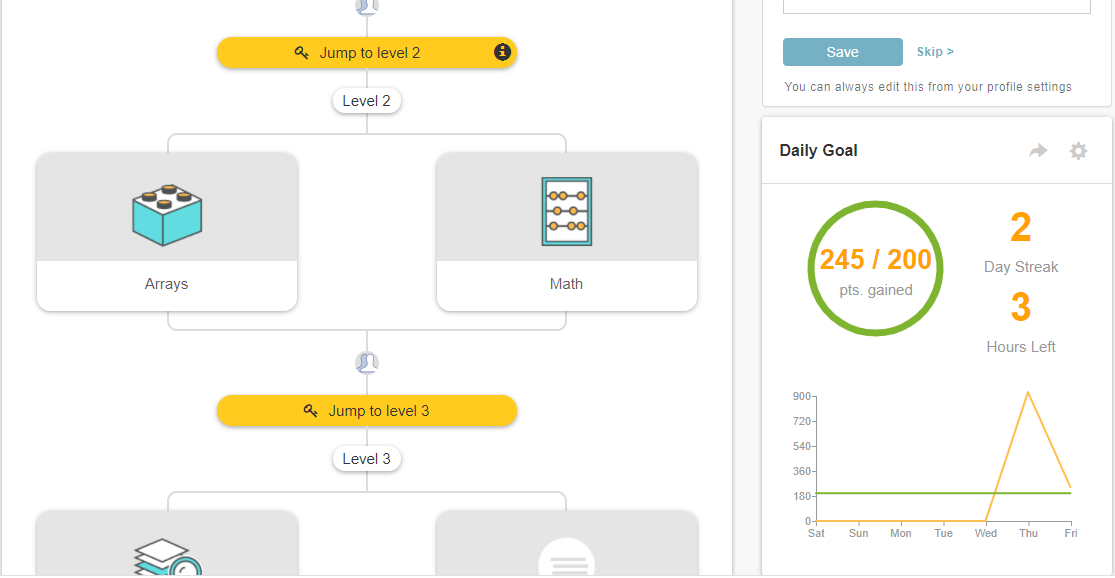 Jump to level 2
Level 2
Arrays
Math
Jump to level 3
Level 3
Save
Skip >
You can always edit this from your profile settings
Daily Goal
245 / 200
pts. gained
2
Day Streak
3
Hours Left
900
720
540
360
180
0
Sat Sun Mon Tue Wed Thu Fri